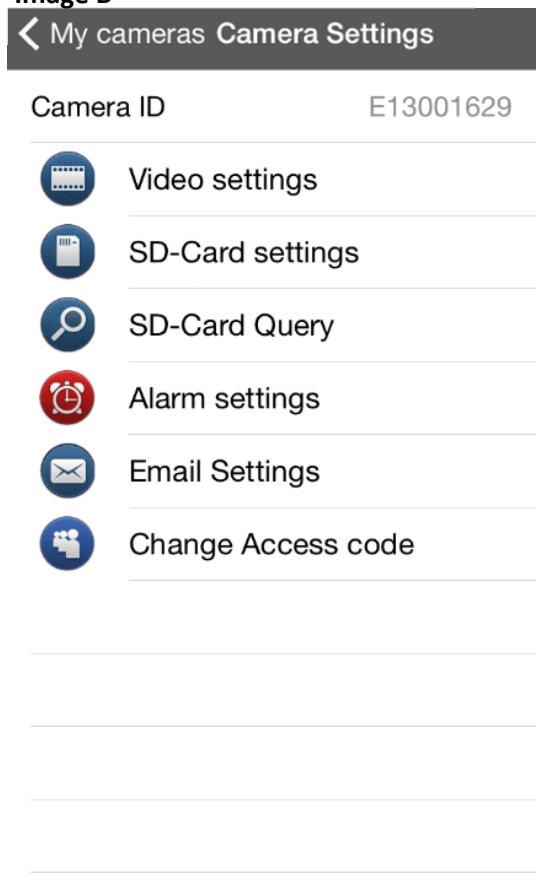 My cameras Camera Settings
Camera ID E13001629
Video settings
SD-Card settings
SD-Card Query
Alarm settings
Email Settings
Change Access code